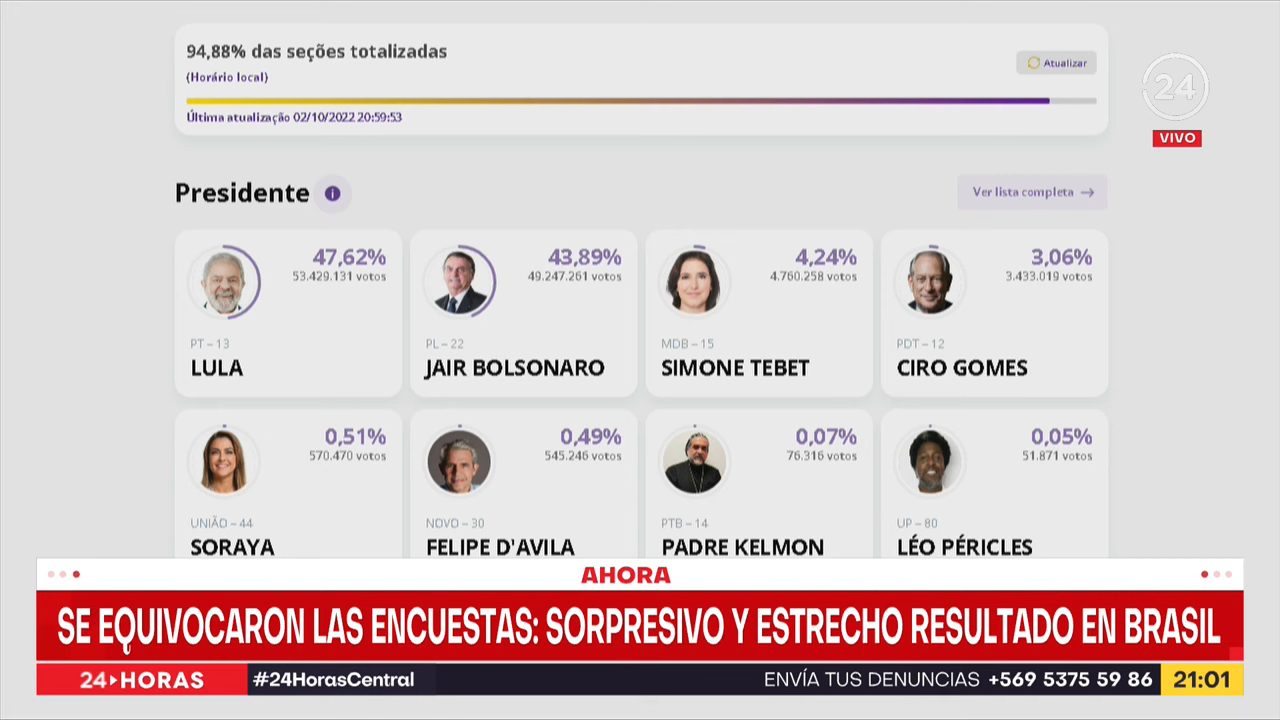 94,88% das seções totalizadas
(Horário local)
Atualizar
Última atualização 02/10/2022 20:59:53
24
VIVO
Presidente
Ver lista completa →
47,62%
53.429.131 votos
PT – 13
LULA
43,89%
49.247.261 votos
PL – 22
JAIR BOLSONARO
4,24%
4.760.258 votos
MDB – 15
SIMONE TEBET
3,06%
3.433.019 votos
PDT – 12
CIRO GOMES
0,51%
570.470 votos
UNIÃO – 44
SORAYA
0,49%
545.246 votos
NOVO – 30
FELIPE D'AVILA
0,07%
76.316 votos
PTB – 14
PADRE KELMON
0,05%
51.871 votos
UP – 80
LÉO PÉRICLES
AHORA
SE EQUIVOCARON LAS ENCUESTAS: SORPRESIVO Y ESTRECHO RESULTADO EN BRASIL
24 HORAS
#24HorasCentral
ENVÍA TUS DENUNCIAS +569 5375 59 86
21:01